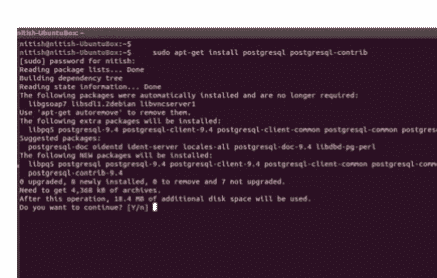 nitish@nitish-UbuntuBox: ~
nitish@nitish-UbuntuBox:~$
nitish@nitish-UbuntuBox:~$ sudo apt-get install postgresql postgresql-contrib
[sudo] password for nitish:
Reading package lists... Done
Building dependency tree
Reading state information... Done
The following packages were automatically installed and are no longer required:
libgsoap7 libsdl1.2debian libvncserver1
Use 'apt-get autoremove' to remove them.
The following extra packages will be installed:
libpq5 postgresql-9.4 postgresql-client-9.4 postgresql-client-common postgresql-common postgres
Suggested packages:
postgresql-doc oidentd ident-server locales-all postgresql-doc-9.4 libdbd-pg-perl
The following NEW packages will be installed:
libpq5 postgresql postgresql-9.4 postgresql-client-9.4 postgresql-client-common postgresql-comm
postgresql-contrib-9.4
0 upgraded, 8 newly installed, 0 to remove and 7 not upgraded.
Need to get 4,368 kB of archives.
After this operation, 18.4 MB of additional disk space will be used.
Do you want to continue? [Y/n]